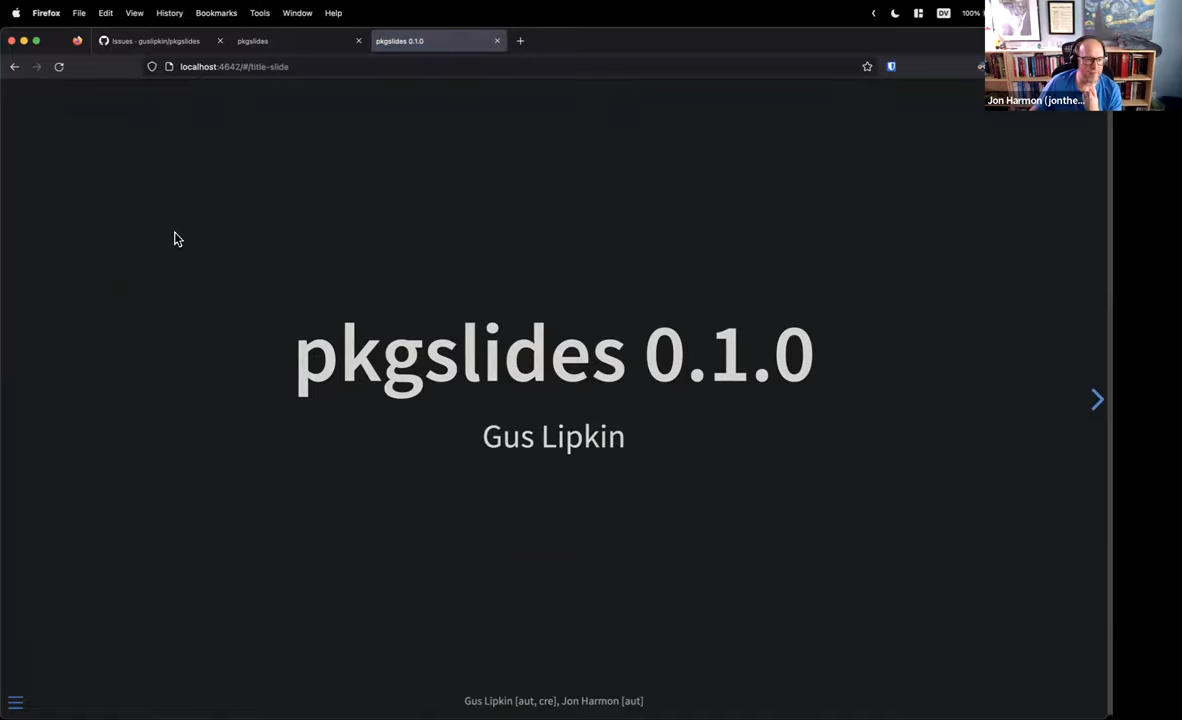 Firefox File Edit View History Bookmarks Tools Window Help
DV 100%
Issues · guslipkin/pkgslides
pkgslides
pkgslides 0.1.0
localhost:4642/#/title-slide
Jon Harmon (jonthe...
pkgslides 0.1.0
Gus Lipkin
Gus Lipkin [aut, cre], Jon Harmon [aut]